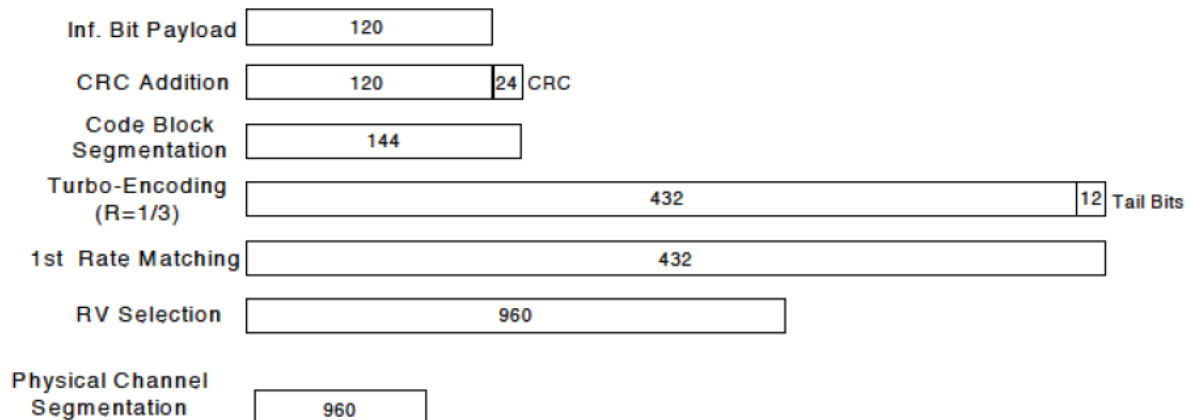 Inf. Bit Payload 120
CRC Addition 120 24 CRC
Code Block
Segmentation 144
Turbo-Encoding
(R=1/3) 432 12 Tail Bits
1st Rate Matching 432
RV Selection 960
Physical Channel
Segmentation 960